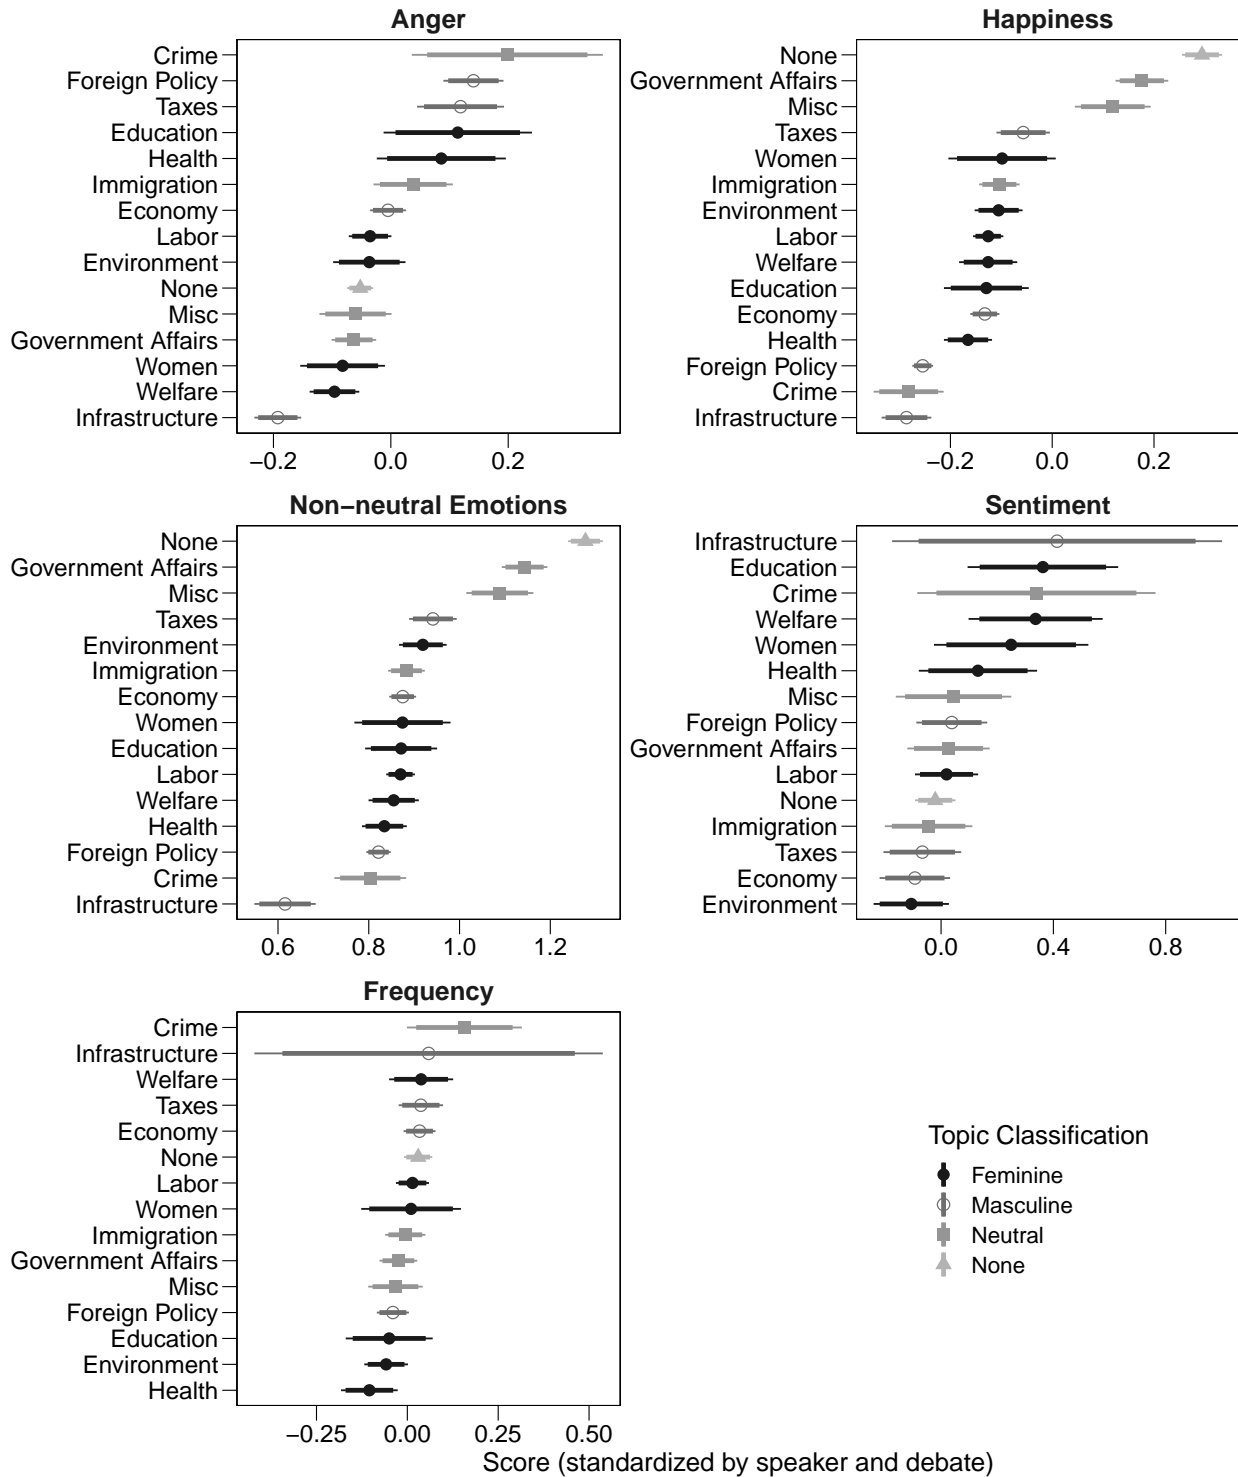 Anger
Crime
Foreign Policy
Taxes
Education
Health
Immigration
Economy
Labor
Environment
None
Misc
Government Affairs
Women
Welfare
Infrastructure
−0.2 0.0 0.2
Happiness
None
Government Affairs
Misc
Taxes
Women
Immigration
Environment
Labor
Welfare
Education
Economy
Health
Foreign Policy
Crime
Infrastructure
−0.2 0.0 0.2
Non−neutral Emotions
None
Government Affairs
Misc
Taxes
Environment
Immigration
Economy
Women
Education
Labor
Welfare
Health
Foreign Policy
Crime
Infrastructure
0.6 0.8 1.0 1.2
Sentiment
Infrastructure
Education
Crime
Welfare
Women
Health
Misc
Foreign Policy
Government Affairs
Labor
None
Immigration
Taxes
Economy
Environment
0.0 0.4 0.8
Frequency
Crime
Infrastructure
Welfare
Taxes
Economy
None
Labor
Women
Immigration
Government Affairs
Misc
Foreign Policy
Education
Environment
Health
−0.25 0.00 0.25 0.50
Topic Classification
Feminine
Masculine
Neutral
None
Score (standardized by speaker and debate)